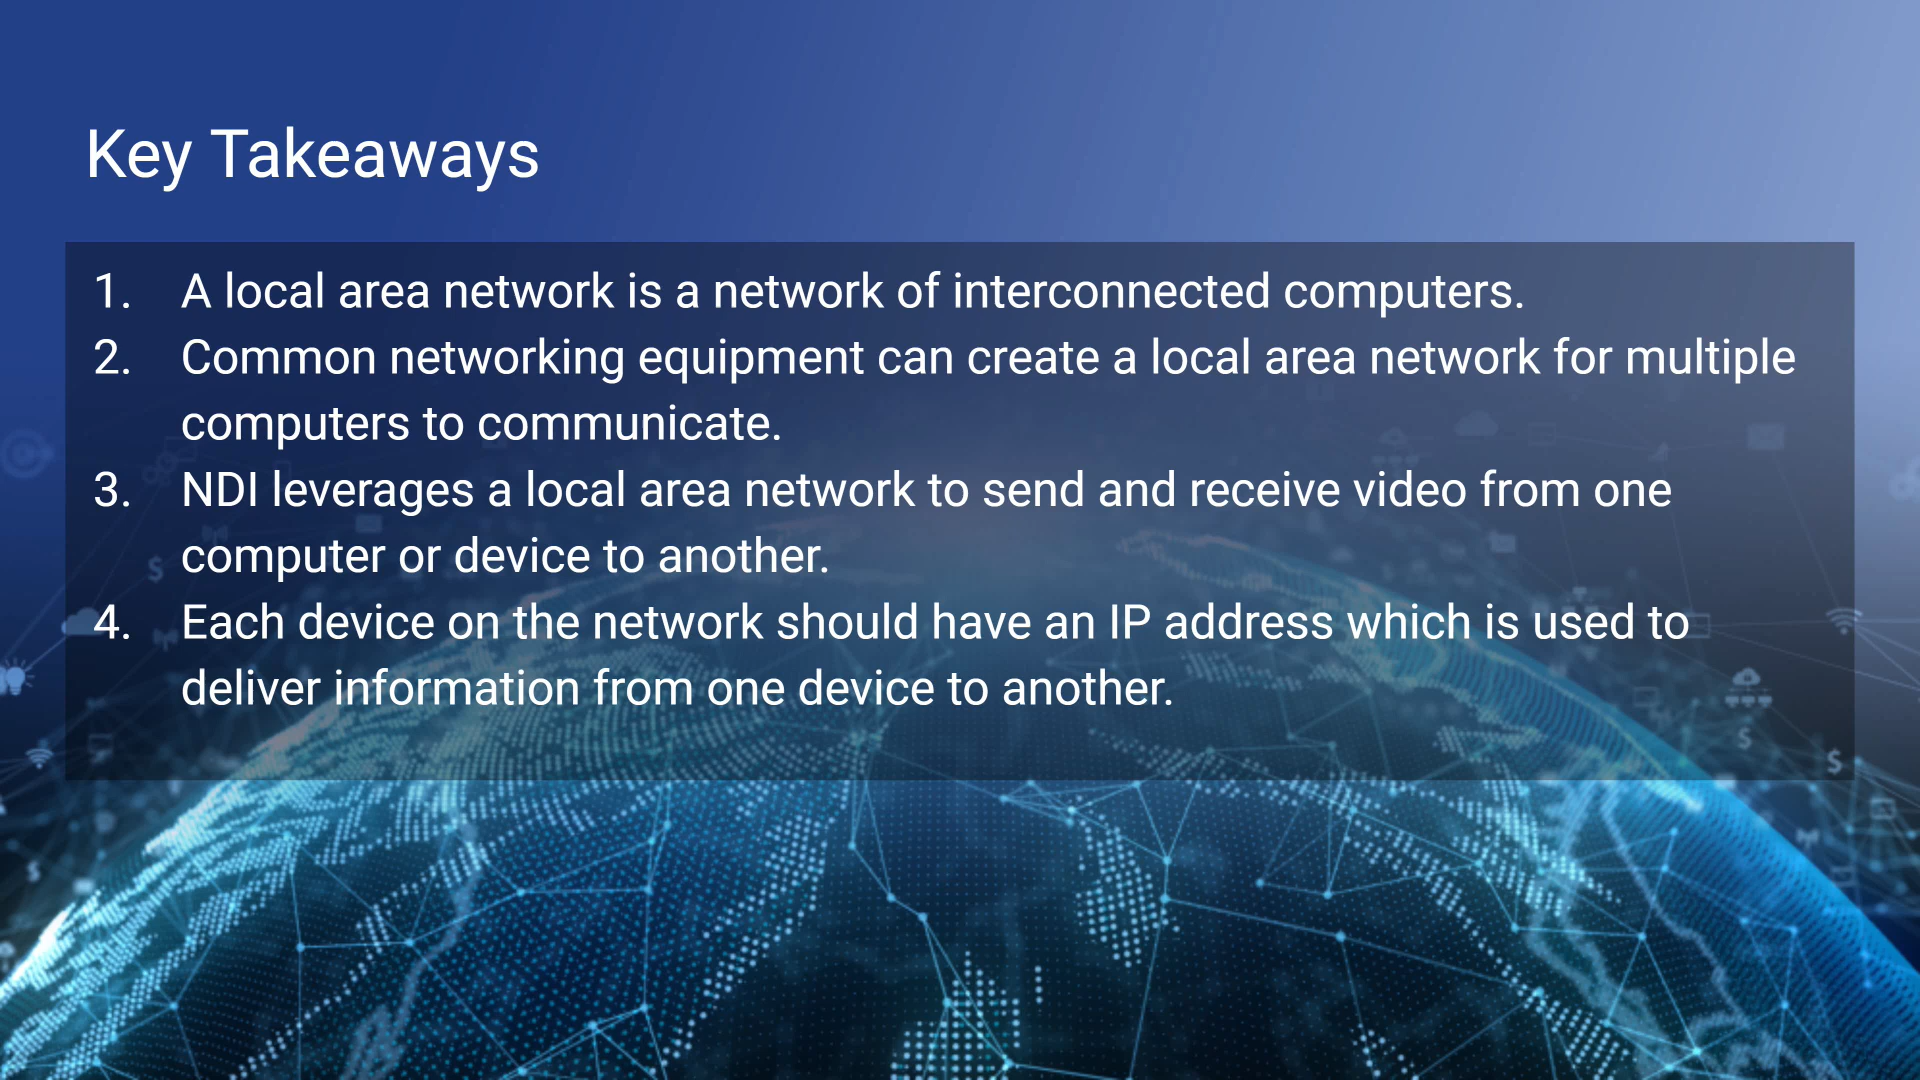 Key Takeaways
1. A local area network is a network of interconnected computers.
2. Common networking equipment can create a local area network for multiple
computers to communicate.
3. NDI leverages a local area network to send and receive video from one
computer or device to another.
4. Each device on the network should have an IP address which is used to
deliver information from one device to another.